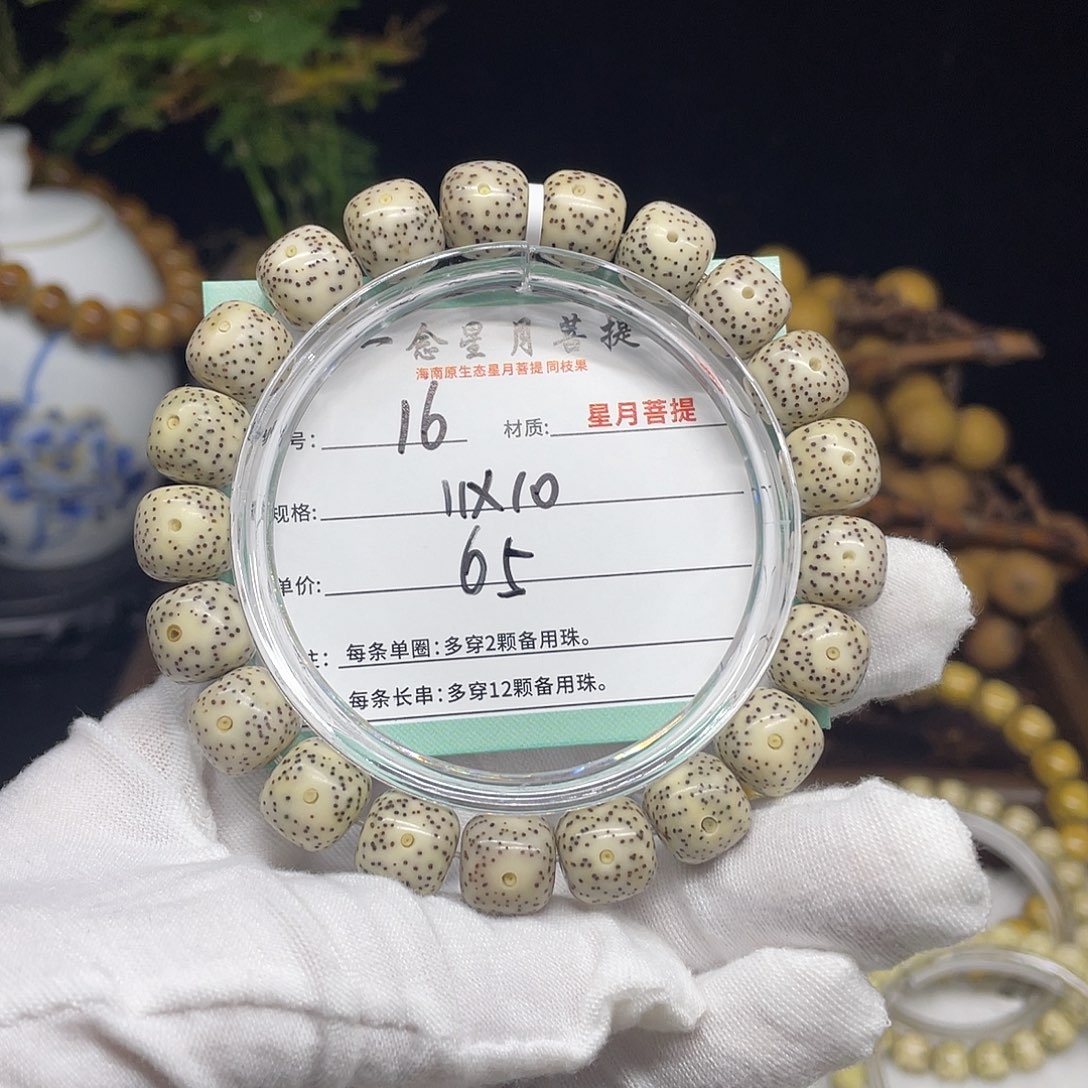 一念星月菩提
海南原生态星月菩提同枝果
号: 16 材质: 星月菩提
规格: 11X10
单价: 65
注: 每条单圈:多穿2颗备用珠。
每条长串:多穿12颗备用珠。